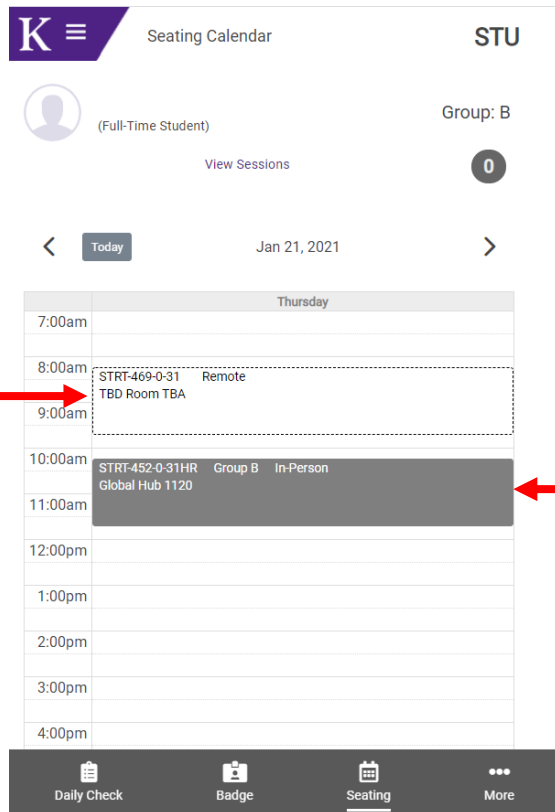 K Seating Calendar STU
(Full-Time Student) Group: B
View Sessions 0
Today Jan 21, 2021
Thursday
7:00am
8:00am
STRT-469-0-31 Remote
TBD Room TBA
9:00am
10:00am
STRT-452-0-31HR Group B In-Person
Global Hub 1120
11:00am
12:00pm
1:00pm
2:00pm
3:00pm
4:00pm
Daily Check Badge Seating More